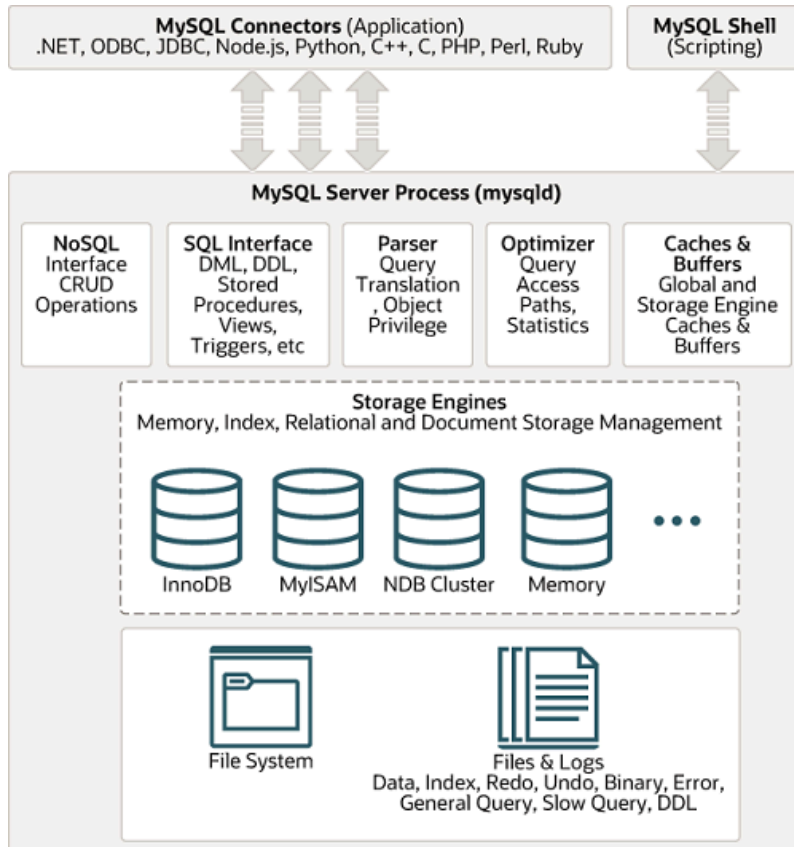 MySQL Connectors (Application)
.NET, ODBC, JDBC, Node.js, Python, C++, C, PHP, Perl, Ruby
MySQL Shell
(Scripting)
MySQL Server Process (mysqld)
NoSQL
Interface
CRUD
Operations
SQL Interface
DML, DDL,
Stored
Procedures,
Views,
Triggers, etc
Parser
Query
Translation
, Object
Privilege
Optimizer
Query
Access
Paths,
Statistics
Caches &
Buffers
Global and
Storage Engine
Caches &
Buffers
Storage Engines
Memory, Index, Relational and Document Storage Management
InnoDB
MyISAM
NDB Cluster
Memory
File System
Files & Logs
Data, Index, Redo, Undo, Binary, Error,
General Query, Slow Query, DDL